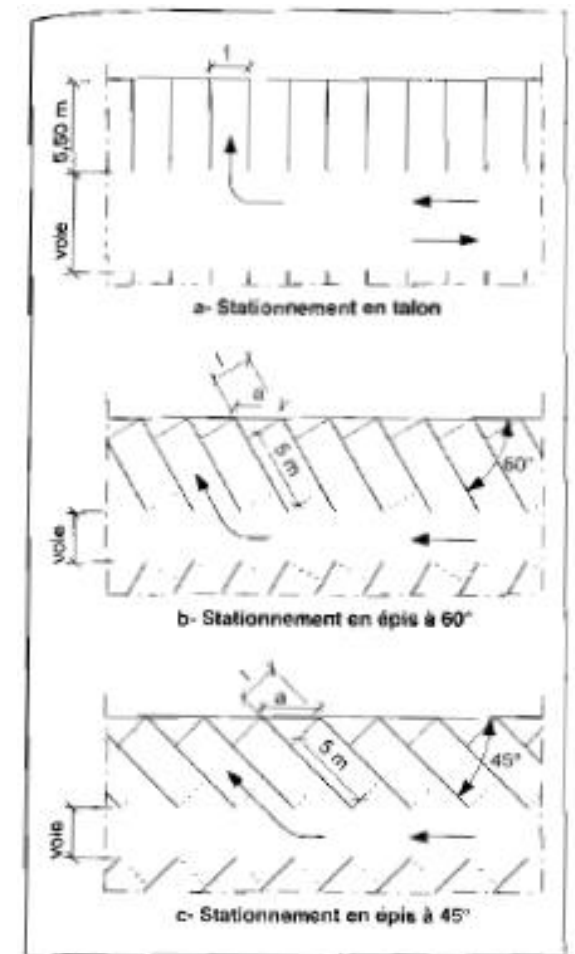 f
5,50 m
voie
a- Stationnement en talon
l
a
5 m
60°
voie
b- Stationnement en épis à 60°
l
a
5 m
45°
voie
c- Stationnement en épis à 45°